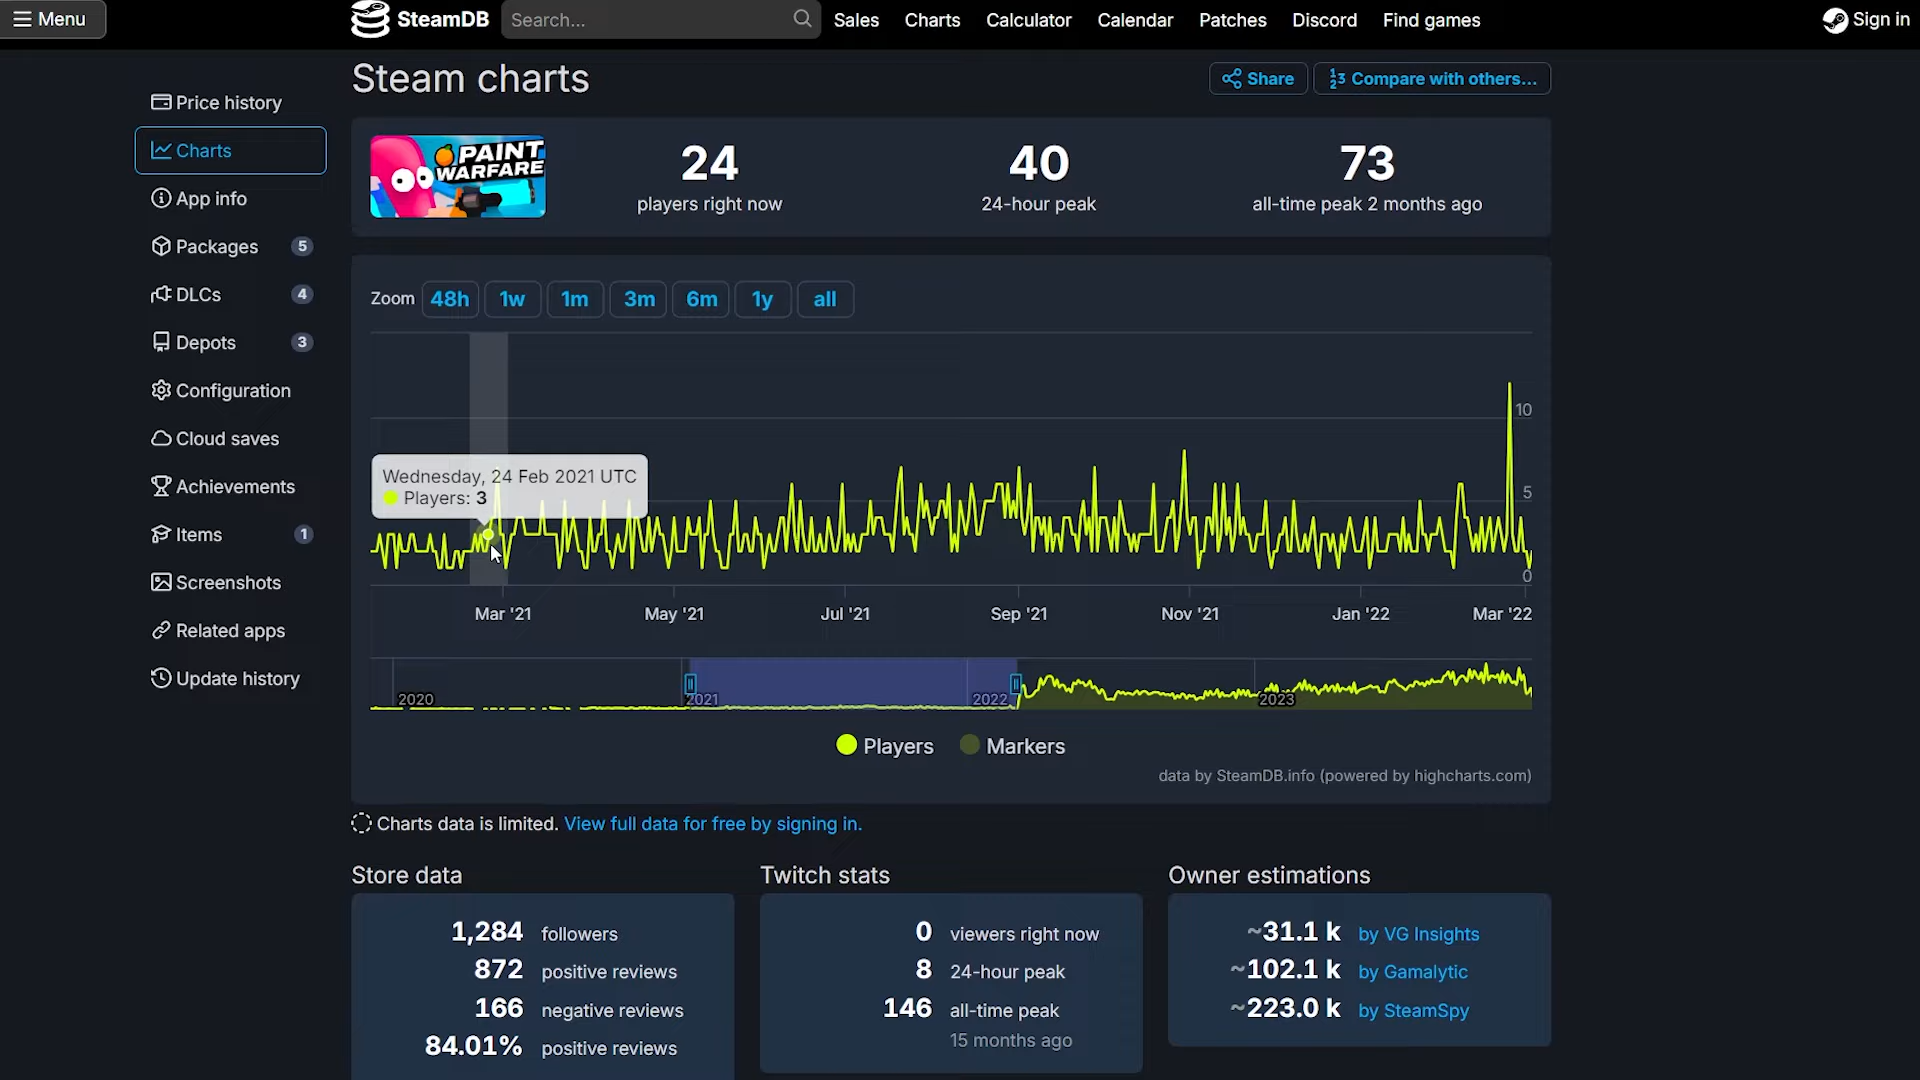 Menu
SteamDB
Search...
Sales
Charts
Calculator
Calendar
Patches
Discord
Find games
Sign in
Price history
Charts
App info
Packages 5
DLCs 4
Depots 3
Configuration
Cloud saves
Achievements
Items 1
Screenshots
Related apps
Update history
Steam charts
Share
Compare with others...
PAINT
WARFARE
24
players right now
40
24-hour peak
73
all-time peak 2 months ago
Zoom 48h 1w 1m 3m 6m 1y all
10
Wednesday, 24 Feb 2021 UTC
Players: 3
5
0
Mar '21 May '21 Jul '21 Sep '21 Nov '21 Jan '22 Mar '22
2020 2021 2022 2023
Players Markers
data by SteamDB.info (powered by highcharts.com)
Charts data is limited. View full data for free by signing in.
Store data
1,284 followers
872 positive reviews
166 negative reviews
84.01% positive reviews
Twitch stats
0 viewers right now
8 24-hour peak
146 all-time peak
15 months ago
Owner estimations
~31.1 k by VG Insights
~102.1 k by Gamalytic
~223.0 k by SteamSpy